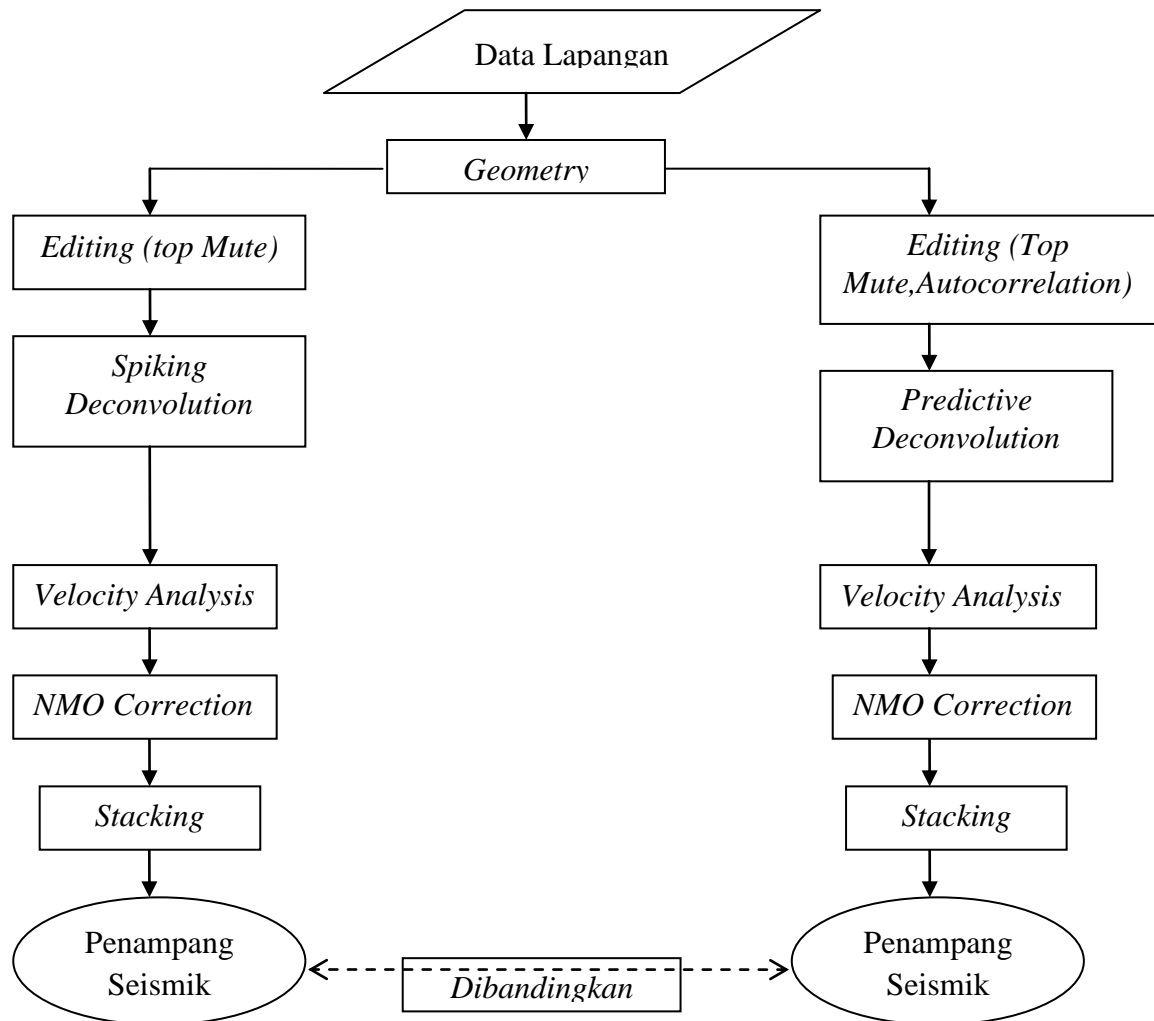 Data Lapangan
Geometry
Editing (top Mute)
Spiking
Deconvolution
Velocity Analysis
NMO Correction
Stacking
Penampang
Seismik
Editing (Top
Mute,Autocorrelation)
Predictive
Deconvolution
Velocity Analysis
NMO Correction
Stacking
Penampang
Seismik
Dibandingkan